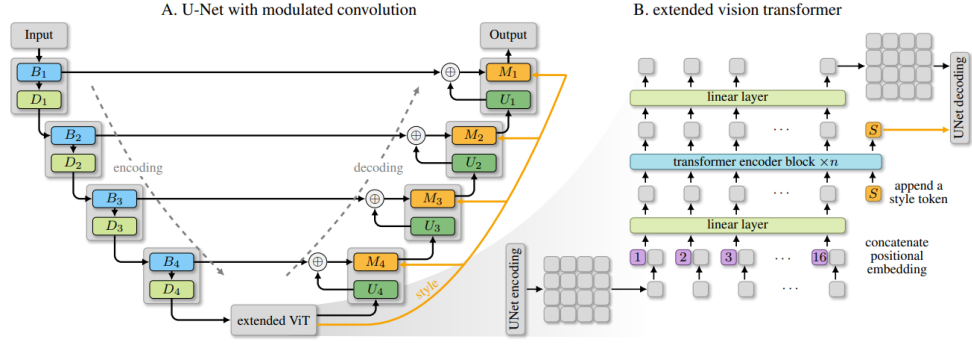 A. U-Net with modulated convolution
Input
Output
B₁
⊕
M₁
D₁
U₁
B₂
⊕
M₂
D₂
U₂
encoding
decoding
B₃
⊕
M₃
D₃
U₃
B₄
⊕
M₄
D₄
U₄
style
extended ViT
B. extended vision transformer
linear layer
UNet decoding
· · ·
S
transformer encoder block ×n
· · ·
S
append a
style token
linear layer
1 2 3 · · · 16
concatenate
positional
embedding
UNet encoding
· · ·